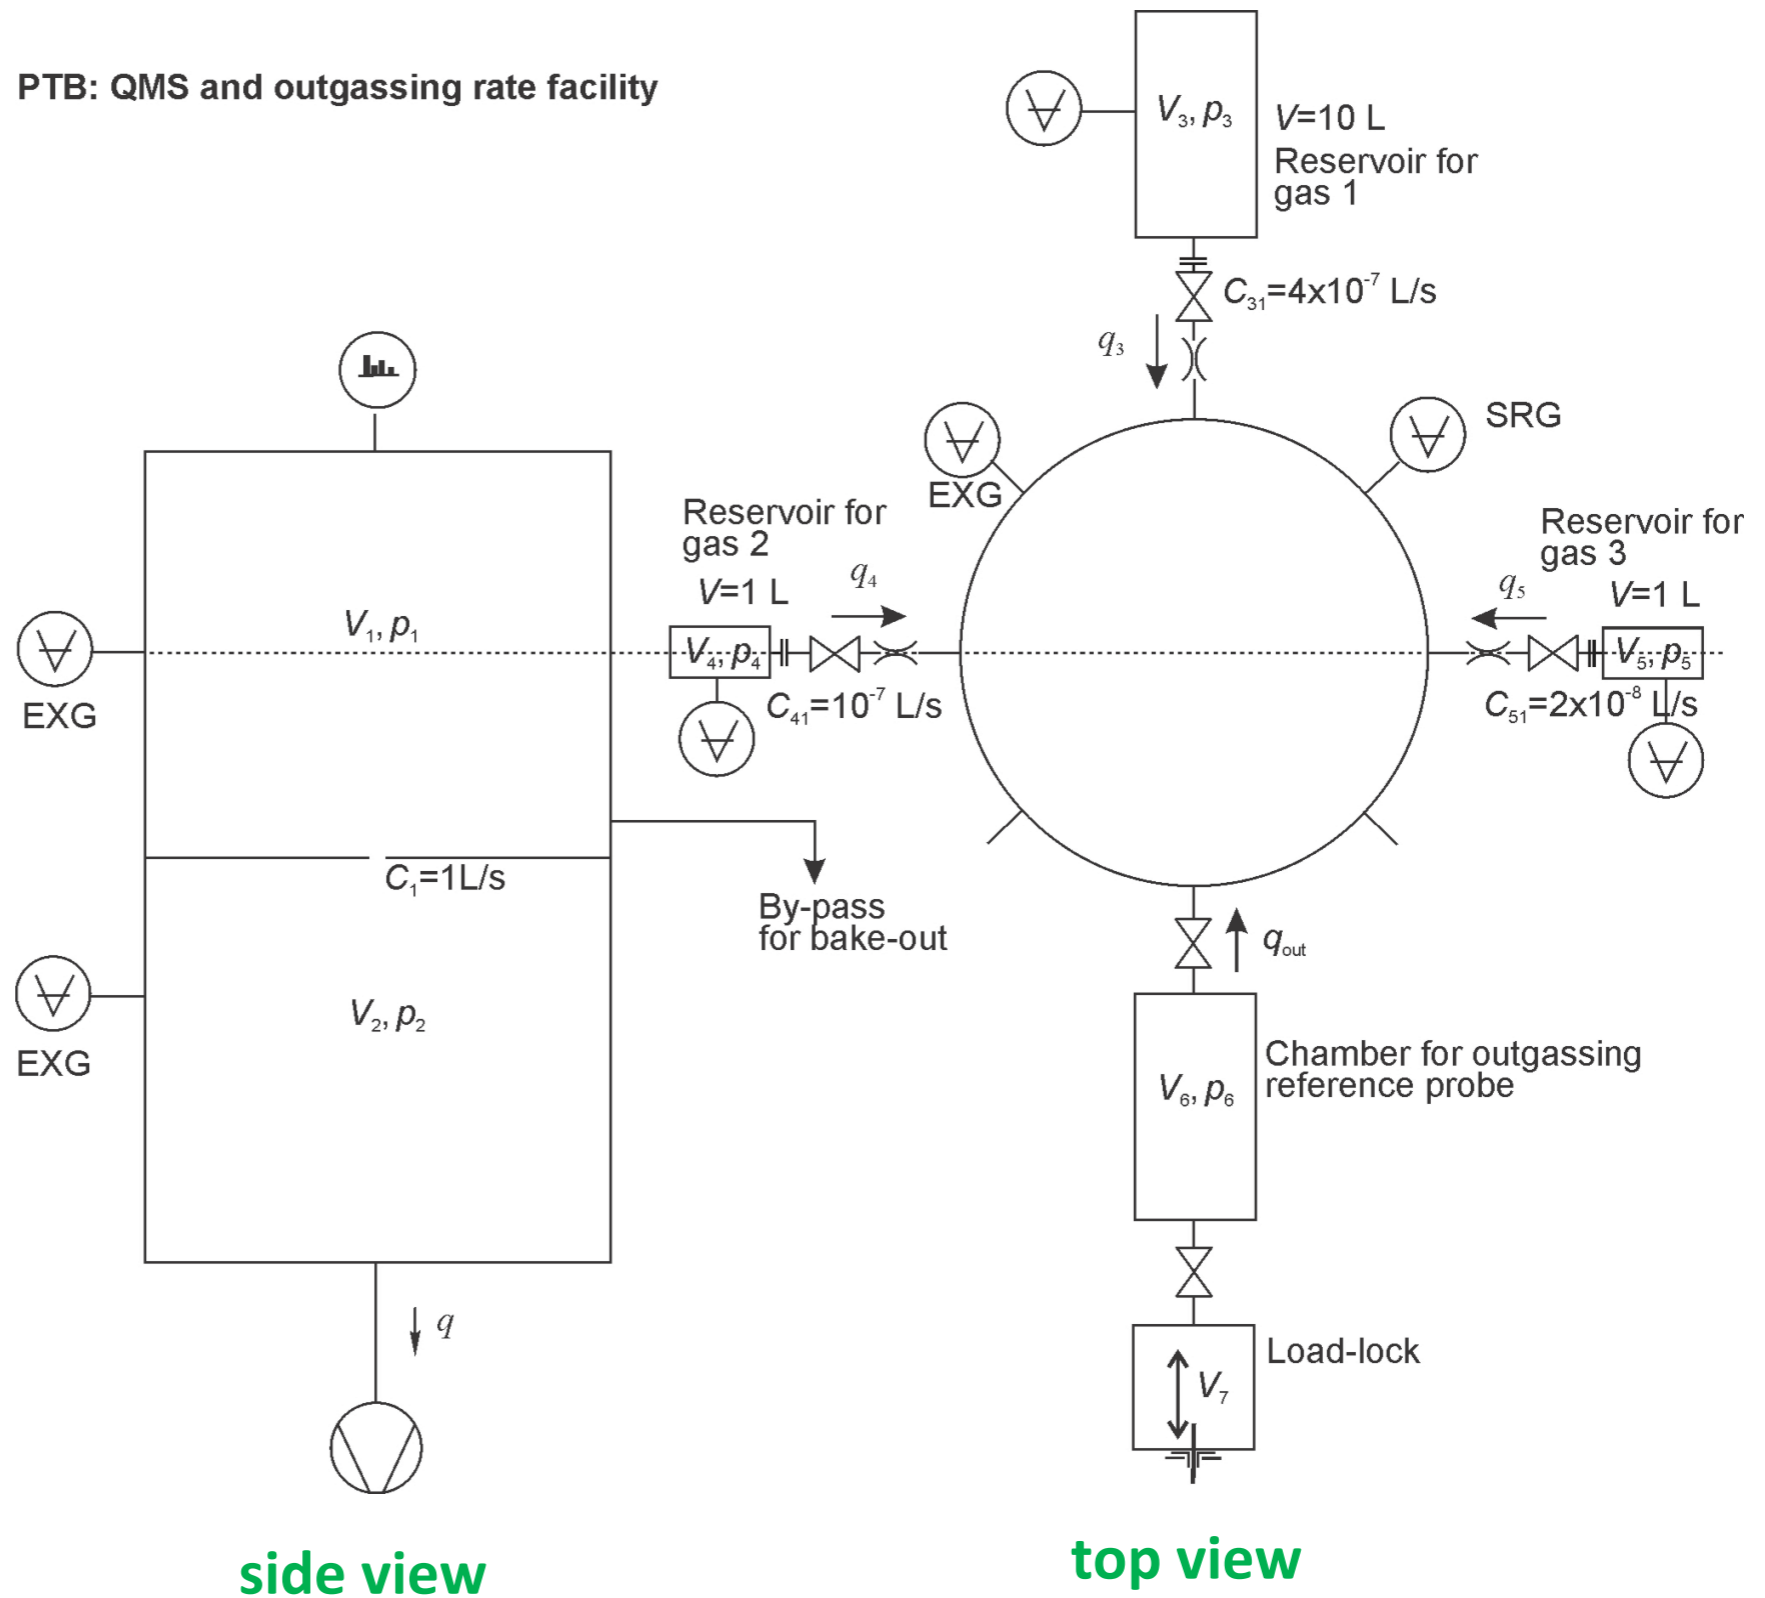 PTB: QMS and outgassing rate facility
V₃, p₃
V=10 L
Reservoir for
gas 1
C₃₁=4x10⁻⁷ L/s
q₃
EXG
SRG
Reservoir for
gas 2
V=1 L
q₄
V₄, p₄
C₄₁=10⁻⁷ L/s
Reservoir for
gas 3
q₅
V=1 L
V₅, p₅
C₅₁=2x10⁻⁸ L/s
V₁, p₁
EXG
C₁=1L/s
By-pass
for bake-out
V₂, p₂
EXG
q
qout
V₆, p₆
Chamber for outgassing
reference probe
Load-lock
V₇
side view
top view